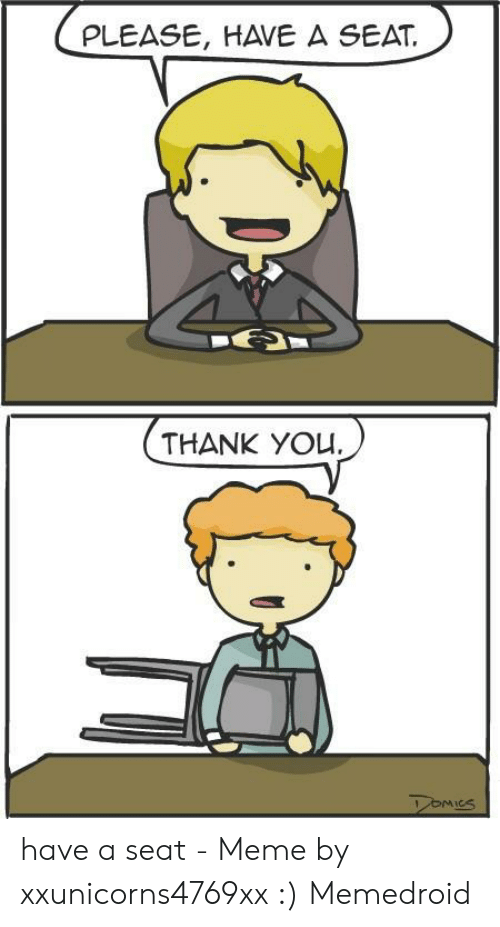 PLEASE, HAVE A SEAT.
THANK YOU.
DOMICS
have a seat - Meme by
xxunicorns4769xx :) Memedroid